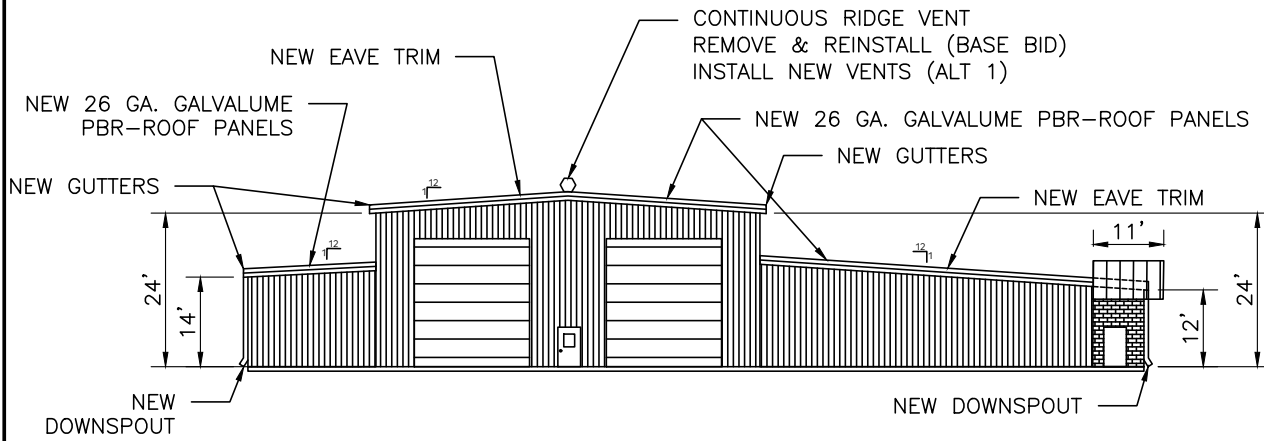 CONTINUOUS RIDGE VENT
REMOVE & REINSTALL (BASE BID)
INSTALL NEW VENTS (ALT 1)
NEW EAVE TRIM
NEW 26 GA. GALVALUME
PBR-ROOF PANELS
NEW 26 GA. GALVALUME PBR-ROOF PANELS
NEW GUTTERS
NEW GUTTERS
NEW EAVE TRIM
12
1
12
1
12
1
11'
24'
14'
24'
12'
NEW
DOWNSPOUT
NEW DOWNSPOUT